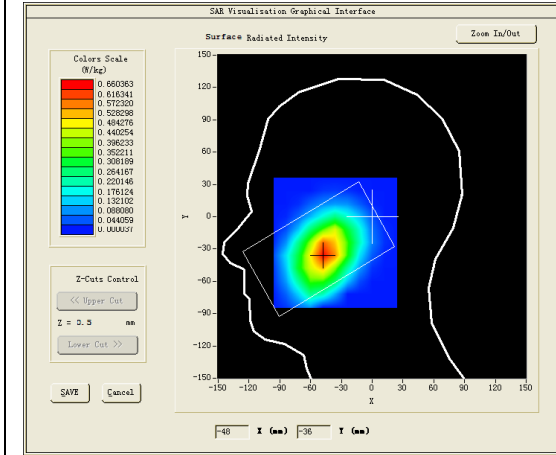 SAR Visualisation Graphical Interface
Surface Radiated Intensity
Zoom In/Out
Colors Scale
(W/kg)
0.660363
0.616341
0.572320
0.528298
0.484276
0.440254
0.396233
0.352211
0.308189
0.264167
0.220146
0.176124
0.132102
0.088080
0.044059
0.000037
Z-Cuts Control
<< Upper Cut
Z = 0.5 mm
Lower Cut >>
SAVE Cancel
150
120
90
60
30
Y 0
-30
-60
-90
-120
-150
-150 -120 -90 -60 -30 0 30 60 90 120 150
X
-48 X (mm) -36 Y (mm)